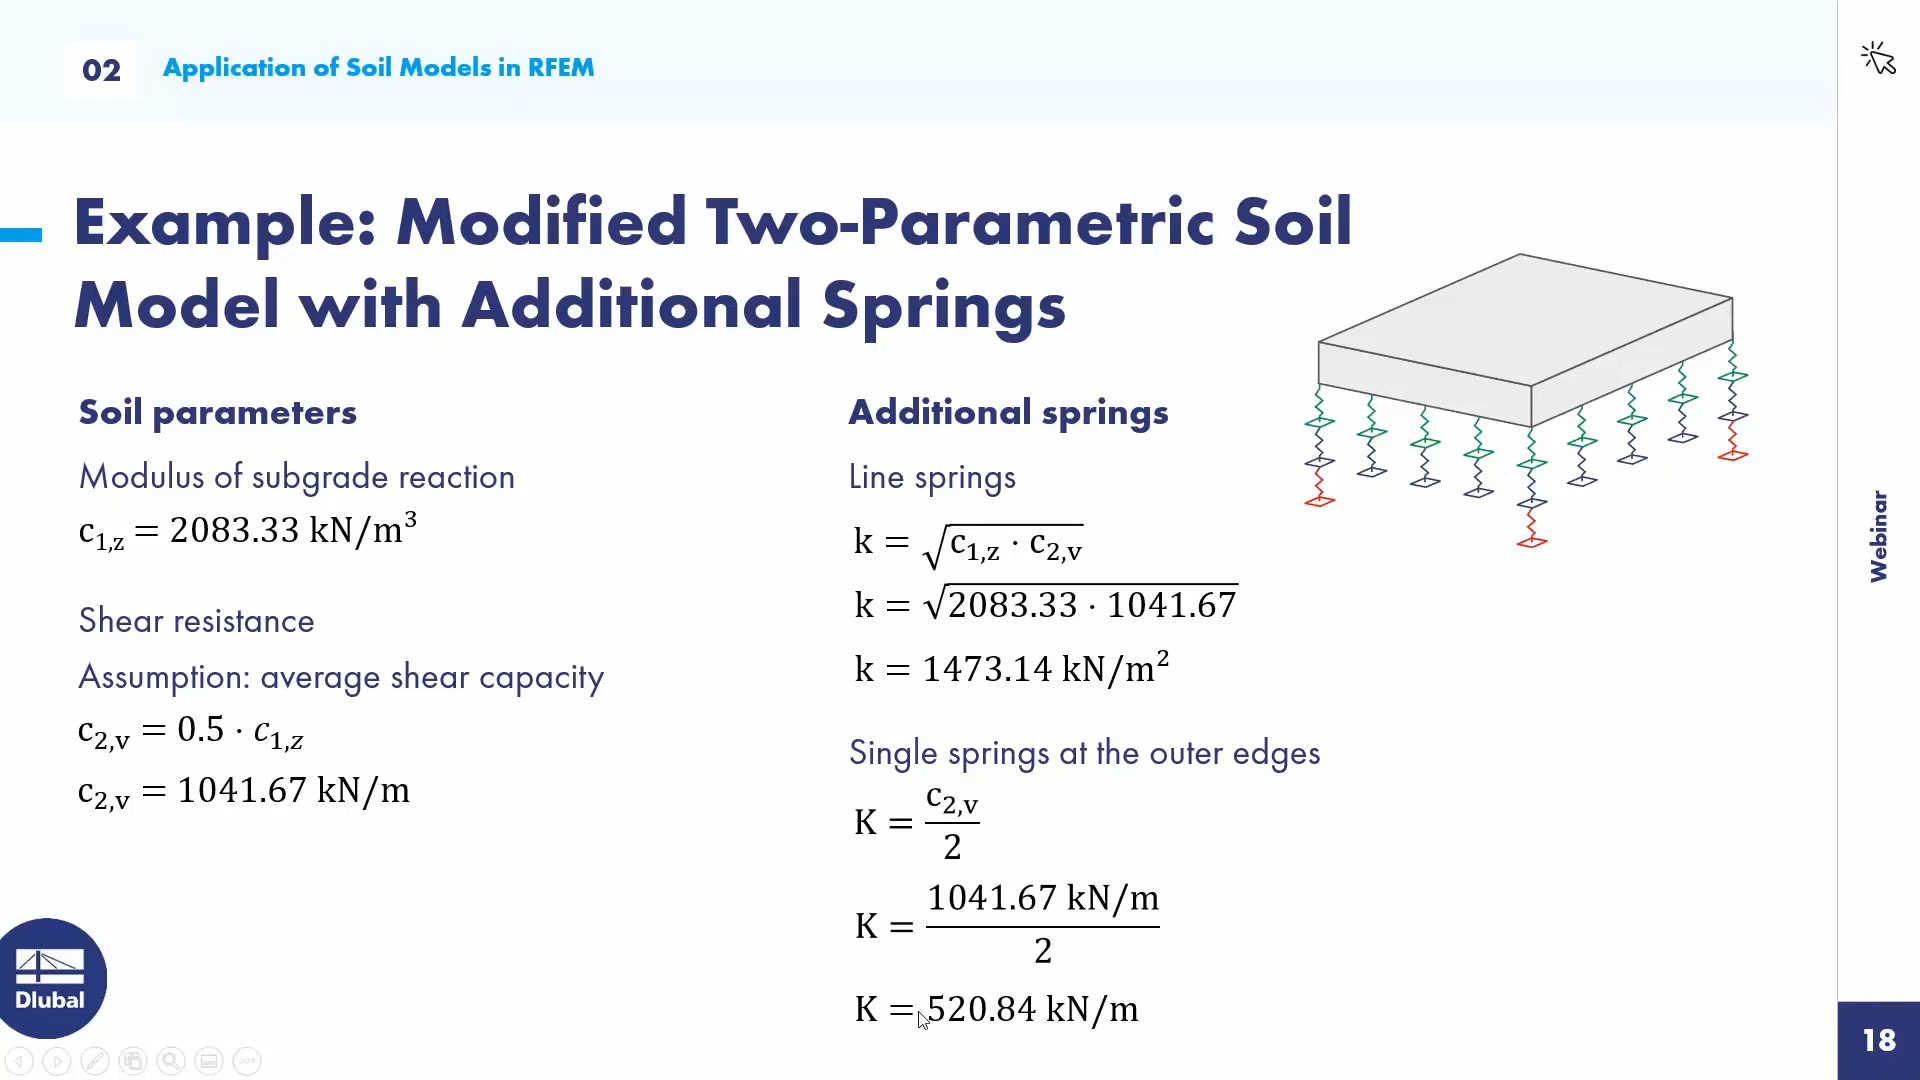 02
Application of Soil Models in RFEM
Example: Modified Two-Parametric Soil
Model with Additional Springs
Soil parameters
Modulus of subgrade reaction
c₁,z = 2083.33 kN/m³
Shear resistance
Assumption: average shear capacity
c₂,v = 0.5 · c₁,z
c₂,v = 1041.67 kN/m
Additional springs
Line springs
k = √(c₁,z · c₂,v)
k = √(2083.33 · 1041.67)
k = 1473.14 kN/m²
Single springs at the outer edges
K = c₂,v / 2
K = 1041.67 kN/m / 2
K = 520.84 kN/m
Webinar
Dlubal
18